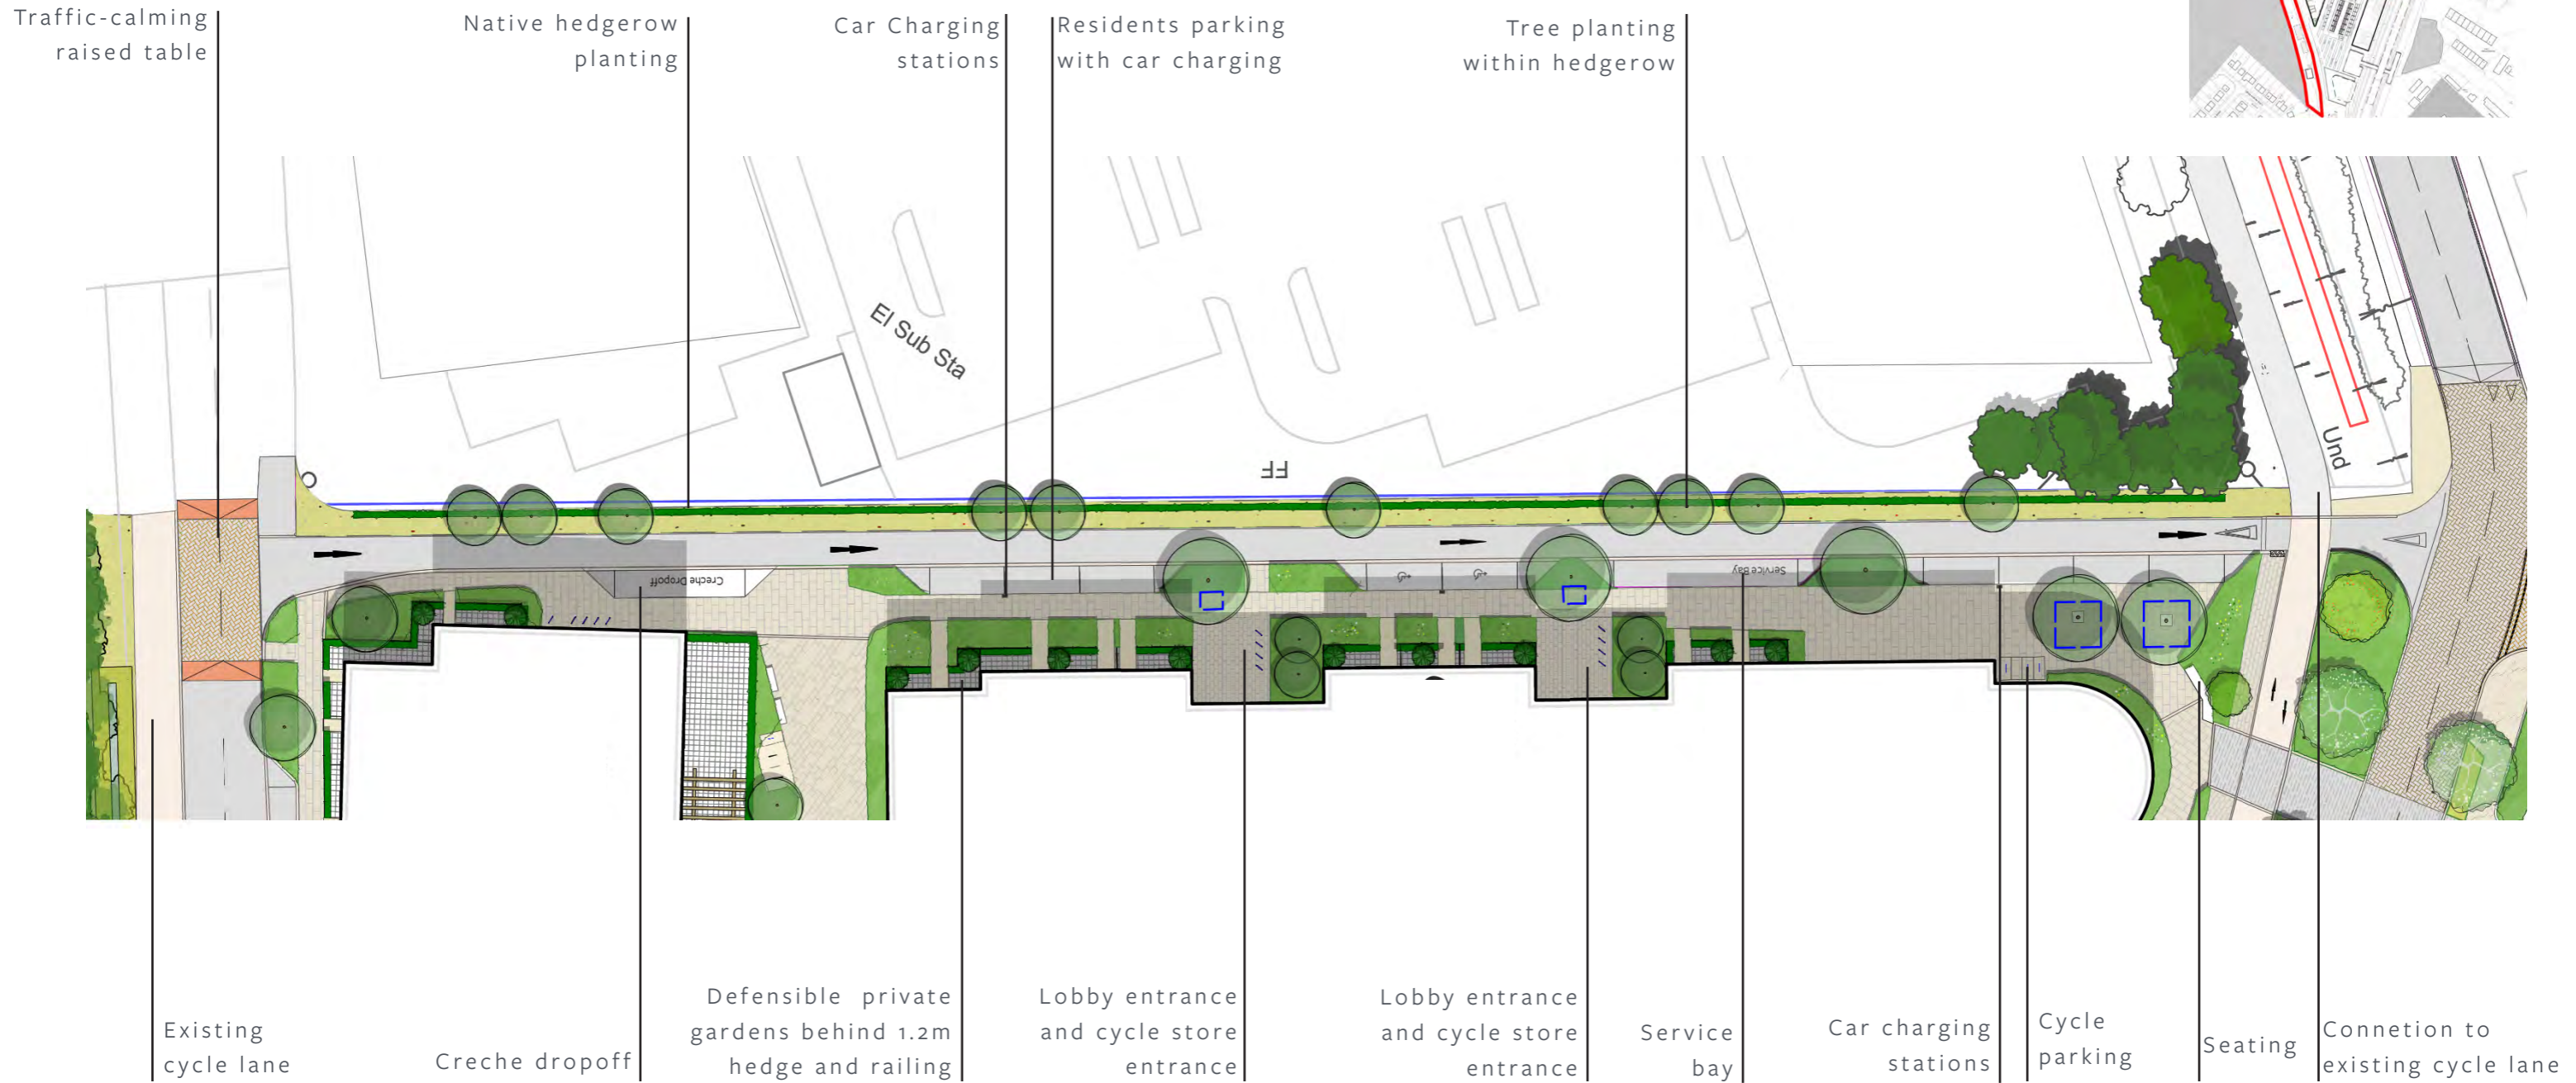 Traffic-calming
raised table
Native hedgerow
planting
Car Charging
stations
Residents parking
with car charging
Tree planting
within hedgerow
El Sub Sta
FF
Und
Creche Dropoff
Service Bay
Existing
cycle lane
Creche dropoff
Defensible private
gardens behind 1.2m
hedge and railing
Lobby entrance
and cycle store
entrance
Lobby entrance
and cycle store
entrance
Service
bay
Car charging
stations
Cycle
parking
Seating
Connetion to
existing cycle lane